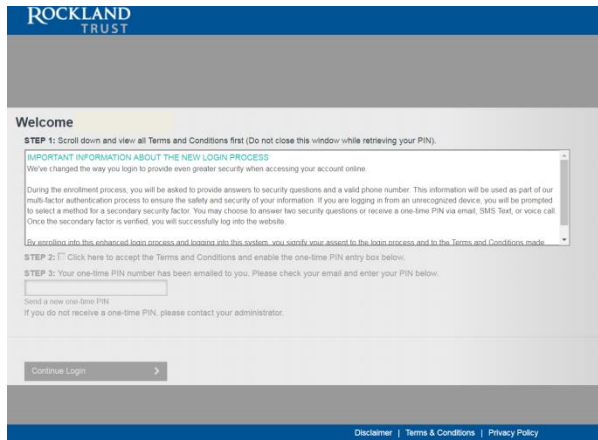 ROCKLAND
TRUST
Welcome
STEP 1: Scroll down and view all Terms and Conditions first (Do not close this window while retrieving your PIN).
IMPORTANT INFORMATION ABOUT THE NEW LOGIN PROCESS
We've changed the way you login to provide even greater security when accessing your account online.
During the enrollment process, you will be asked to provide answers to security questions and a valid phone number. This information will be used as part of our
multi-factor authentication process to ensure the safety and security of your information. If you are logging in from an unrecognized device, you will be prompted
to select a method for a secondary security factor. You may choose to answer two security questions or receive a one-time PIN via email, SMS Text, or voice call.
Once the secondary factor is verified, you will successfully log into the website.
By enrolling into this enhanced login process and logging into this system, you signify your assent to the login process and to the Terms and Conditions made
STEP 2: Click here to accept the Terms and Conditions and enable the one-time PIN entry box below.
STEP 3: Your one-time PIN number has been emailed to you. Please check your email and enter your PIN below.
Send a new one-time PIN
If you do not receive a one-time PIN, please contact your administrator.
Continue Login >
Disclaimer | Terms & Conditions | Privacy Policy